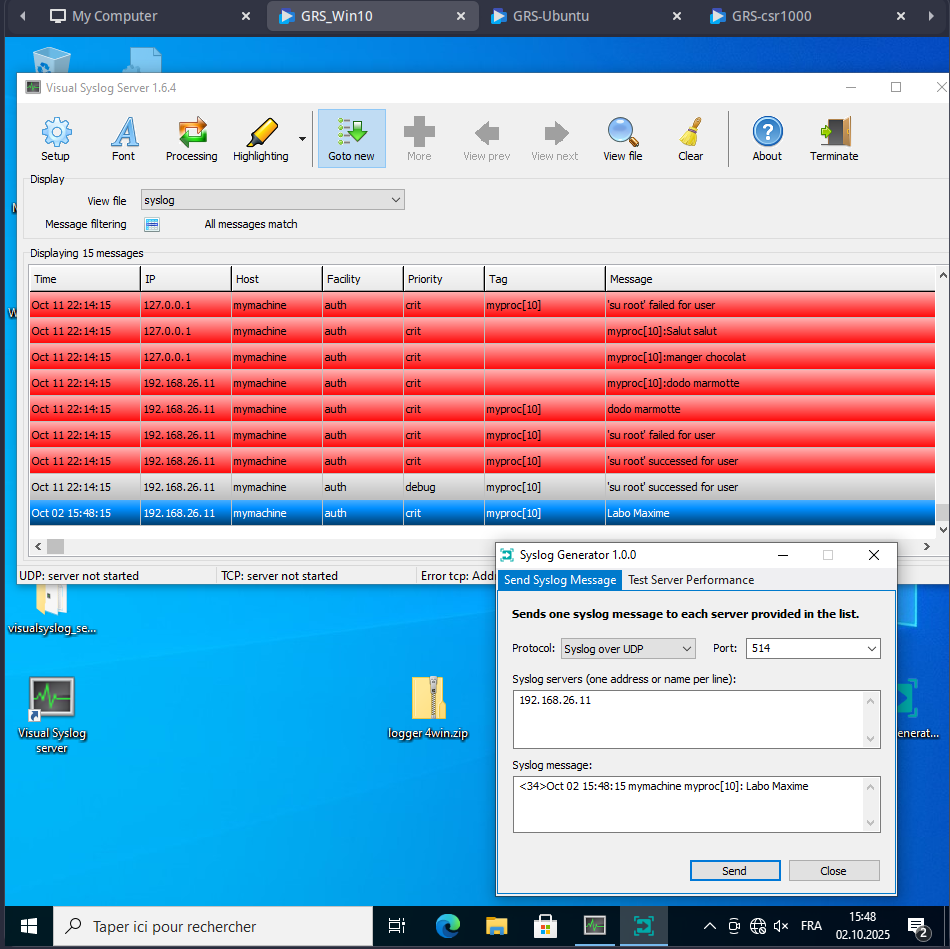 My Computer × GRS_Win10 × GRS-Ubuntu × GRS-csr1000 ×
Visual Syslog Server 1.6.4
Setup Font Processing Highlighting Goto new More View prev View next View file Clear About Terminate
Display
View file syslog
Message filtering All messages match
Displaying 15 messages
Time IP Host Facility Priority Tag Message
Oct 11 22:14:15 127.0.0.1 mymachine auth crit myproc[10] 'su root' failed for user
Oct 11 22:14:15 127.0.0.1 mymachine auth crit myproc[10]:Salut salut
Oct 11 22:14:15 127.0.0.1 mymachine auth crit myproc[10]:manger chocolat
Oct 11 22:14:15 192.168.26.11 mymachine auth crit myproc[10]:dodo marmotte
Oct 11 22:14:15 192.168.26.11 mymachine auth crit myproc[10] dodo marmotte
Oct 11 22:14:15 192.168.26.11 mymachine auth crit myproc[10] 'su root' failed for user
Oct 11 22:14:15 192.168.26.11 mymachine auth crit myproc[10] 'su root' successed for user
Oct 11 22:14:15 192.168.26.11 mymachine auth debug myproc[10] 'su root' successed for user
Oct 02 15:48:15 192.168.26.11 mymachine auth crit myproc[10] Labo Maxime
UDP: server not started TCP: server not started Error tcp: Addr
Syslog Generator 1.0.0
Send Syslog Message Test Server Performance
Sends one syslog message to each server provided in the list.
Protocol: Syslog over UDP Port: 514
Syslog servers (one address or name per line):
192.168.26.11
Syslog message:
<34>Oct 02 15:48:15 mymachine myproc[10]: Labo Maxime
Send Close
visualsyslog_se...
Visual Syslog
server
logger 4win.zip
enerat...
Taper ici pour rechercher
FRA
15:48
02.10.2025
2